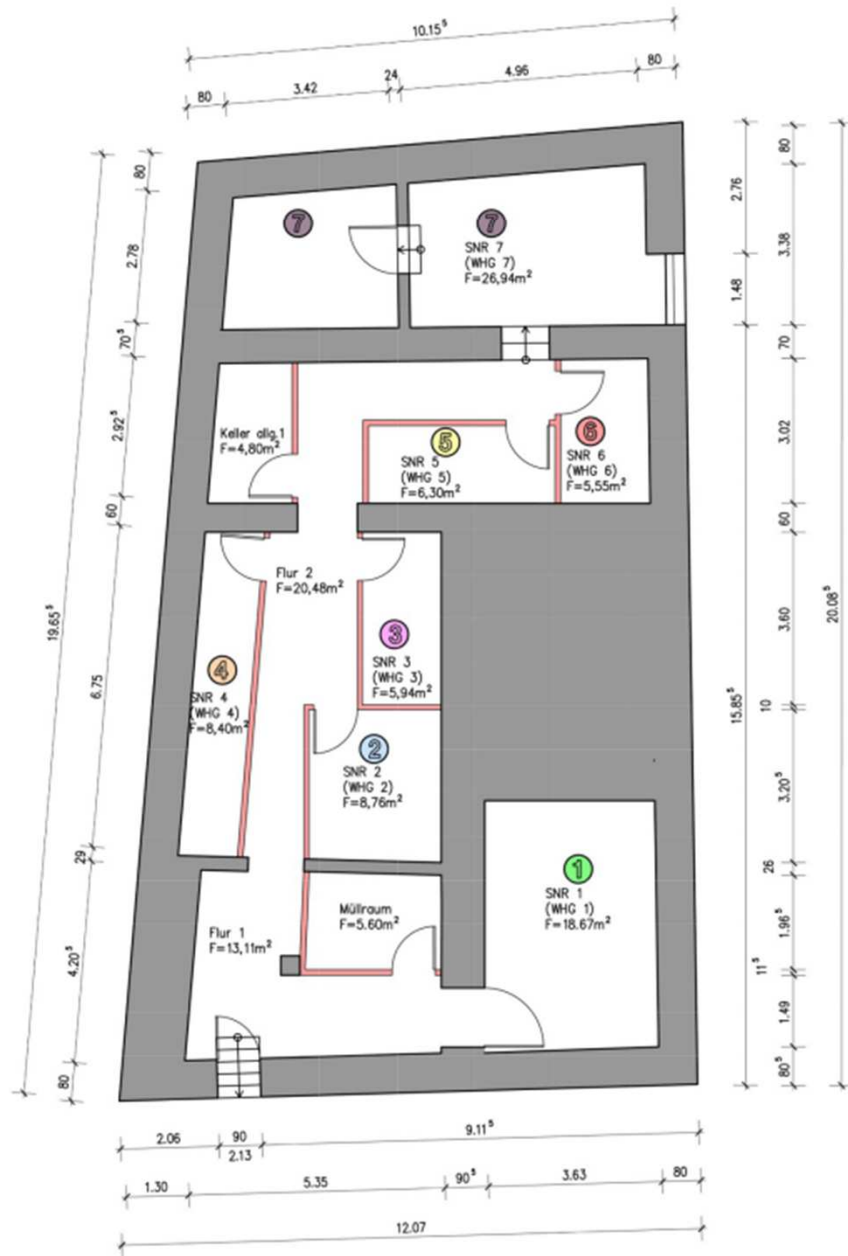 10.15⁵
80
3.42
24
4.96
80
80
2.78
70⁵
2.92⁵
60
6.75
29
4.20⁵
80
19.65⁵
2.76
1.48
15.85⁵
80
3.38
70
3.02
60
3.60
10
3.20⁵
26
1.96⁵
11⁵
1.49
80⁵
20.08⁵
7
7
SNR 7
(WHG 7)
F=26,94m²
Keller allg.1
F=4,80m²
5
SNR 5
(WHG 5)
F=6,30m²
6
SNR 6
(WHG 6)
F=5,55m²
Flur 2
F=20,48m²
3
SNR 3
(WHG 3)
F=5,94m²
4
SNR 4
(WHG 4)
F=8,40m²
2
SNR 2
(WHG 2)
F=8,76m²
1
SNR 1
(WHG 1)
F=18.67m²
Müllraum
F=5.60m²
Flur 1
F=13,11m²
2.06
90
2.13
9.11⁵
1.30
5.35
90⁵
3.63
80
12.07